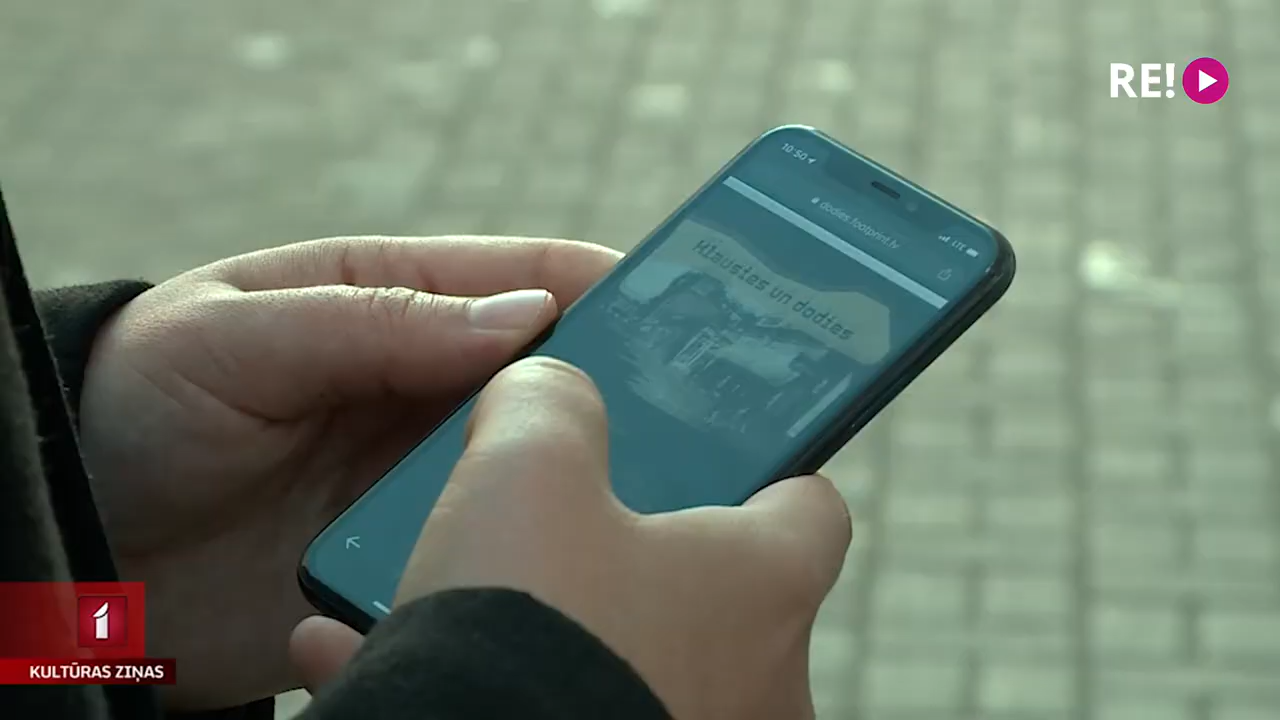 RE!
10:50
LTE
dodies.footprint.lv
Klausies un dodies
1
KULTŪRAS ZIŅAS